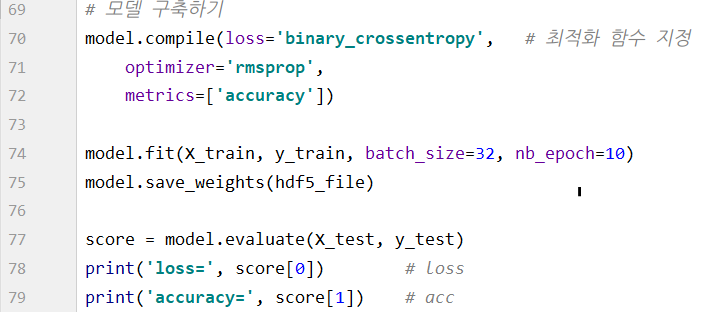 69 # 모델 구축하기
70 model.compile(loss='binary_crossentropy', # 최적화 함수 지정
71 optimizer='rmsprop',
72 metrics=['accuracy'])
73
74 model.fit(X_train, y_train, batch_size=32, nb_epoch=10)
75 model.save_weights(hdf5_file)
76
77 score = model.evaluate(X_test, y_test)
78 print('loss=', score[0]) # loss
79 print('accuracy=', score[1]) # acc